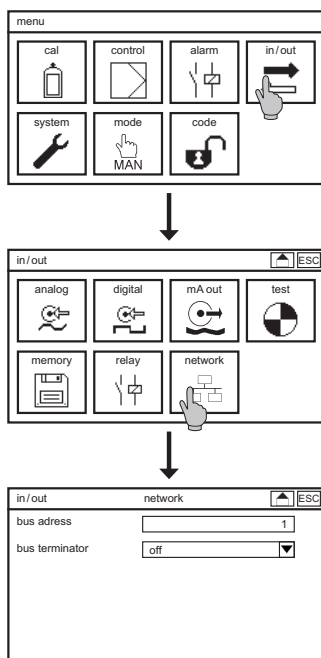 menu
cal control alarm in/out
system mode code
MAN
in/out ESC
analog digital mA out test
memory relay network
in/out network ESC
bus adress 1
bus terminator off